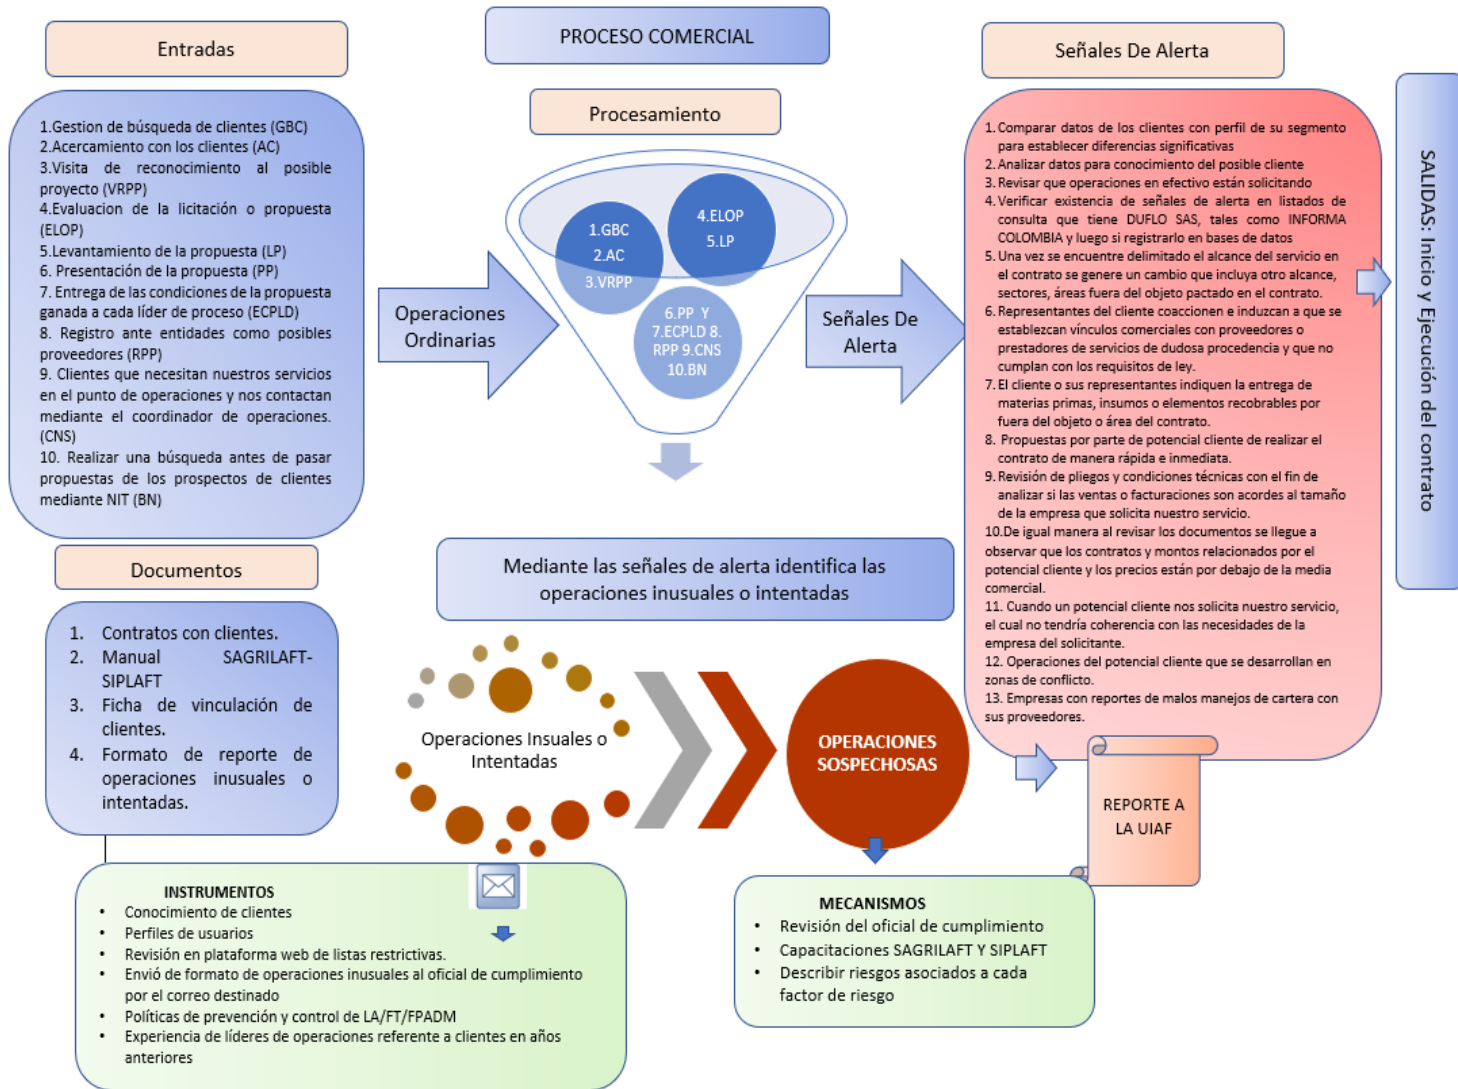 PROCESO COMERCIAL
Entradas
1.Gestion de búsqueda de clientes (GBC)
2.Acercamiento con los clientes (AC)
3.Visita de reconocimiento al posible
proyecto (VRPP)
4.Evaluacion de la licitación o propuesta
(ELOP)
5.Levantamiento de la propuesta (LP)
6. Presentación de la propuesta (PP)
7. Entrega de las condiciones de la propuesta
ganada a cada líder de proceso (ECPLD)
8. Registro ante entidades como posibles
proveedores (RPP)
9. Clientes que necesitan nuestros servicios
en el punto de operaciones y nos contactan
mediante el coordinador de operaciones.
(CNS)
10. Realizar una búsqueda antes de pasar
propuestas de los prospectos de clientes
mediante NIT (BN)
Operaciones
Ordinarias
Procesamiento
1.GBC
2.AC
3.VRPP
4.ELOP
5.LP
6.PP Y
7.ECPLD 8.
RPP 9.CNS
10.BN
Señales De
Alerta
Señales De Alerta
1. Comparar datos de los clientes con perfil de su segmento
para establecer diferencias significativas
2. Analizar datos para conocimiento del posible cliente
3. Revisar que operaciones en efectivo están solicitando
4. Verificar existencia de señales de alerta en listados de
consulta que tiene DUFLO SAS, tales como INFORMA
COLOMBIA y luego si registrarlo en bases de datos
5. Una vez se encuentre delimitado el alcance del servicio en
el contrato se genere un cambio que incluya otro alcance,
sectores, áreas fuera del objeto pactado en el contrato.
6. Representantes del cliente coaccionen e induzcan a que se
establezcan vínculos comerciales con proveedores o
prestadores de servicios de dudosa procedencia y que no
cumplan con los requisitos de ley.
7. El cliente o sus representantes indiquen la entrega de
materias primas, insumos o elementos recobrables por
fuera del objeto o área del contrato.
8. Propuestas por parte de potencial cliente de realizar el
contrato de manera rápida e inmediata.
9. Revisión de pliegos y condiciones técnicas con el fin de
analizar si las ventas o facturaciones son acordes al tamaño
de la empresa que solicita nuestro servicio.
10.De igual manera al revisar los documentos se llegue a
observar que los contratos y montos relacionados por el
potencial cliente y los precios están por debajo de la media
comercial.
11. Cuando un potencial cliente nos solicita nuestro servicio,
el cual no tendría coherencia con las necesidades de la
empresa del solicitante.
12. Operaciones del potencial cliente que se desarrollan en
zonas de conflicto.
13. Empresas con reportes de malos manejos de cartera con
sus proveedores.
SALIDAS: Inicio y Ejecución del contrato
Documentos
1. Contratos con clientes.
2. Manual SAGRILAFT-
SIPLAFT
3. Ficha de vinculación de
clientes.
4. Formato de reporte de
operaciones inusuales o
intentadas.
Mediante las señales de alerta identifica las
operaciones inusuales o intentadas
Operaciones Insuales o
Intentadas
OPERACIONES
SOSPECHOSAS
REPORTE A
LA UIAF
INSTRUMENTOS
• Conocimiento de clientes
• Perfiles de usuarios
• Revisión en plataforma web de listas restrictivas.
• Envió de formato de operaciones inusuales al oficial de cumplimiento
por el correo destinado
• Políticas de prevención y control de LA/FT/FPADM
• Experiencia de líderes de operaciones referente a clientes en años
anteriores
MECANISMOS
• Revisión del oficial de cumplimiento
• Capacitaciones SAGRILAFT Y SIPLAFT
• Describir riesgos asociados a cada
factor de riesgo